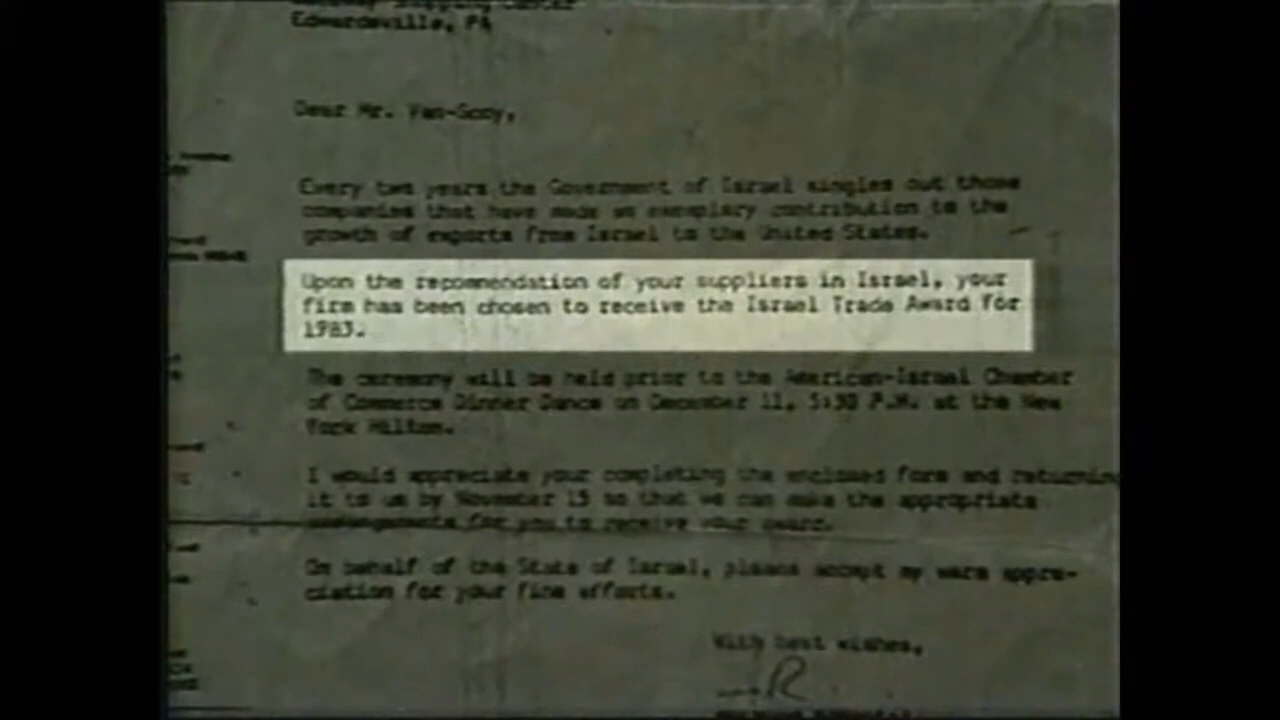 Edwardsville, PA
Dear Mr. Van-Gony,
Every two years the Government of Israel singles out those
companies that have made an exemplary contribution to the
growth of exports from Israel to the United States.
Upon the recommendation of your suppliers in Israel, your
firm has been chosen to receive the Israel Trade Award for
1983.
The ceremony will be held prior to the American-Israel Chamber
of Commerce Dinner Dance on December 11, 5:30 P.M. at the New
York Hilton.
I would appreciate your completing the enclosed form and returning
it to us by November 15 so that we can make the appropriate
arrangements for you to receive your award.
On behalf of the State of Israel, please accept my warm appre-
ciation for your fine efforts.
With best wishes,